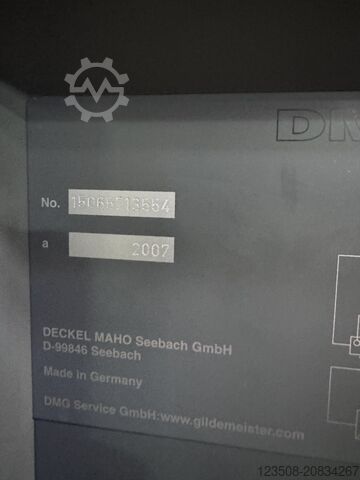 DM
No. 15065713554
a 2007
DECKEL MAHO Seebach GmbH
D-99846 Seebach
Made in Germany
DMG Service GmbH:www.gildemeister.com
123508-20834267